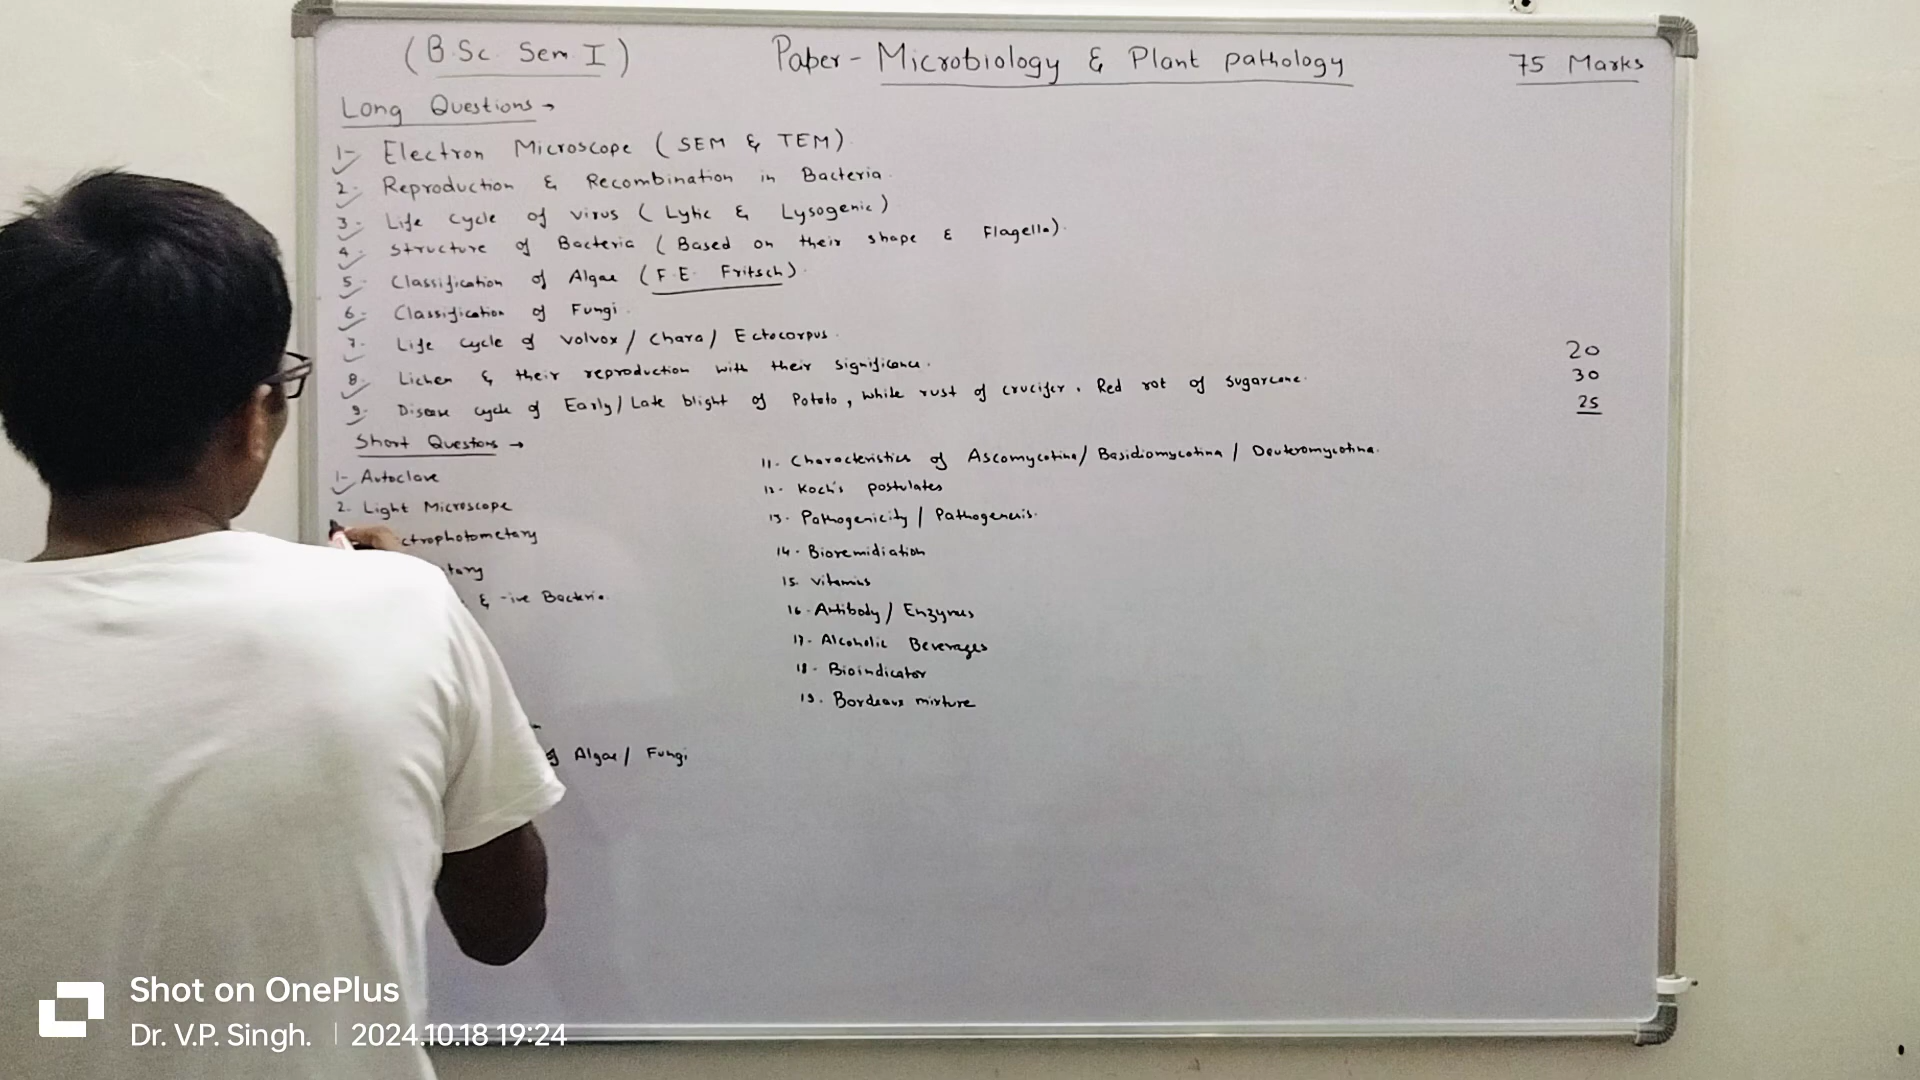 (B.Sc. Sem I)
Paper - Microbiology & Plant pathology
75 Marks
Long Questions →
1- Electron Microscope (SEM & TEM)
2- Reproduction & Recombination in Bacteria.
3- Life cycle of virus (Lytic & Lysogenic)
4- Structure of Bacteria (Based on their shape & Flagella).
5- Classification of Algae (F.E. Fritsch).
6- Classification of Fungi.
7- Life cycle of volvox / Chara / Ectocarpus.
8- Lichen & their reproduction with their significance.
9- Disease cycle of Early/Late blight of Potato, white rust of crucifer, Red rot of sugarcane.
20
30
25
Short Questons →
1- Autoclave
2. Light Microscope
ctrophotometary
tory
& -ive Bacteria.
of Algae / Fungi
11. Characteristics of Ascomycotina / Basidiomycotina / Deuteromycotina.
12. Koch's postulates
13. Pathogenicity / Pathogenesis.
14. Bioremidiation
15. vitamins
16. Antibody / Enzymes
17- Alcoholic Beverages
18- Bioindicator
19. Bordeaux mixture
Shot on OnePlus
Dr. V.P. Singh. | 2024.10.18 19:24